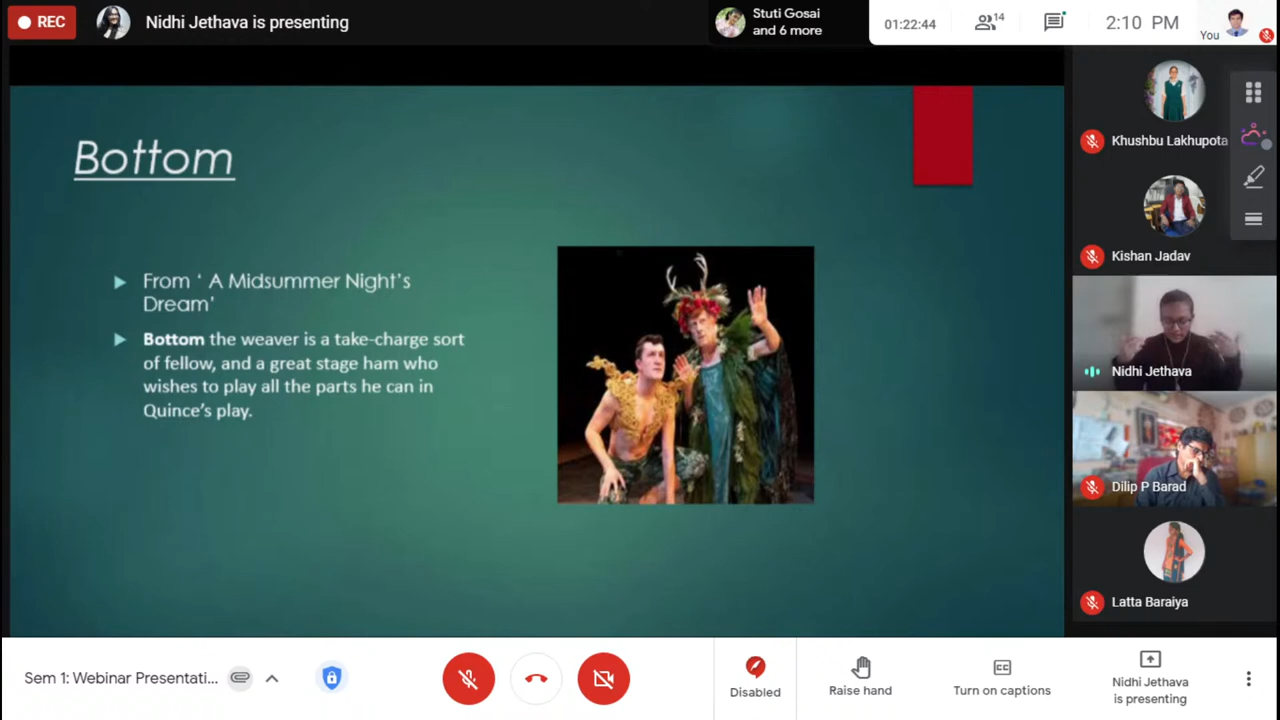 REC
Nidhi Jethava is presenting
Stuti Gosai
and 6 more
01:22:44
14
2:10 PM
You
Bottom
From ‘ A Midsummer Night’s
Dream’
Bottom the weaver is a take-charge sort
of fellow, and a great stage ham who
wishes to play all the parts he can in
Quince’s play.
Khushbu Lakhupota
Kishan Jadav
Nidhi Jethava
Dilip P Barad
Latta Baraiya
Sem 1: Webinar Presentati...
Disabled
Raise hand
Turn on captions
Nidhi Jethava
is presenting